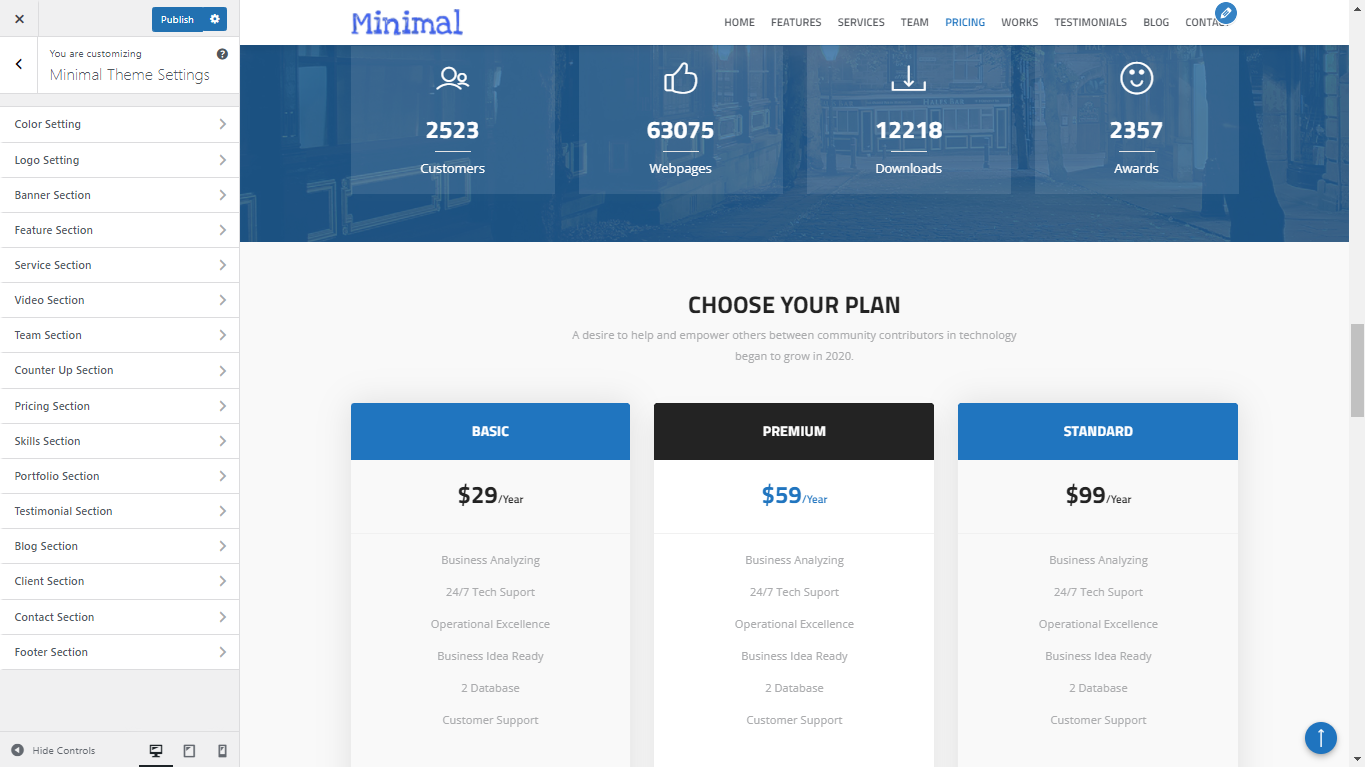 Publish
You are customizing
Minimal Theme Settings
Color Setting
Logo Setting
Banner Section
Feature Section
Service Section
Video Section
Team Section
Counter Up Section
Pricing Section
Skills Section
Portfolio Section
Testimonial Section
Blog Section
Client Section
Contact Section
Footer Section
Hide Controls
Minimal
HOME FEATURES SERVICES TEAM PRICING WORKS TESTIMONIALS BLOG CONTACT
2523 63075 12218 2357
Customers Webpages Downloads Awards
CHOOSE YOUR PLAN
A desire to help and empower others between community contributors in technology
began to grow in 2020.
BASIC PREMIUM STANDARD
$29/Year $59/Year $99/Year
Business Analyzing Business Analyzing Business Analyzing
24/7 Tech Suport 24/7 Tech Suport 24/7 Tech Suport
Operational Excellence Operational Excellence Operational Excellence
Business Idea Ready Business Idea Ready Business Idea Ready
2 Database 2 Database 2 Database
Customer Support Customer Support Customer Support